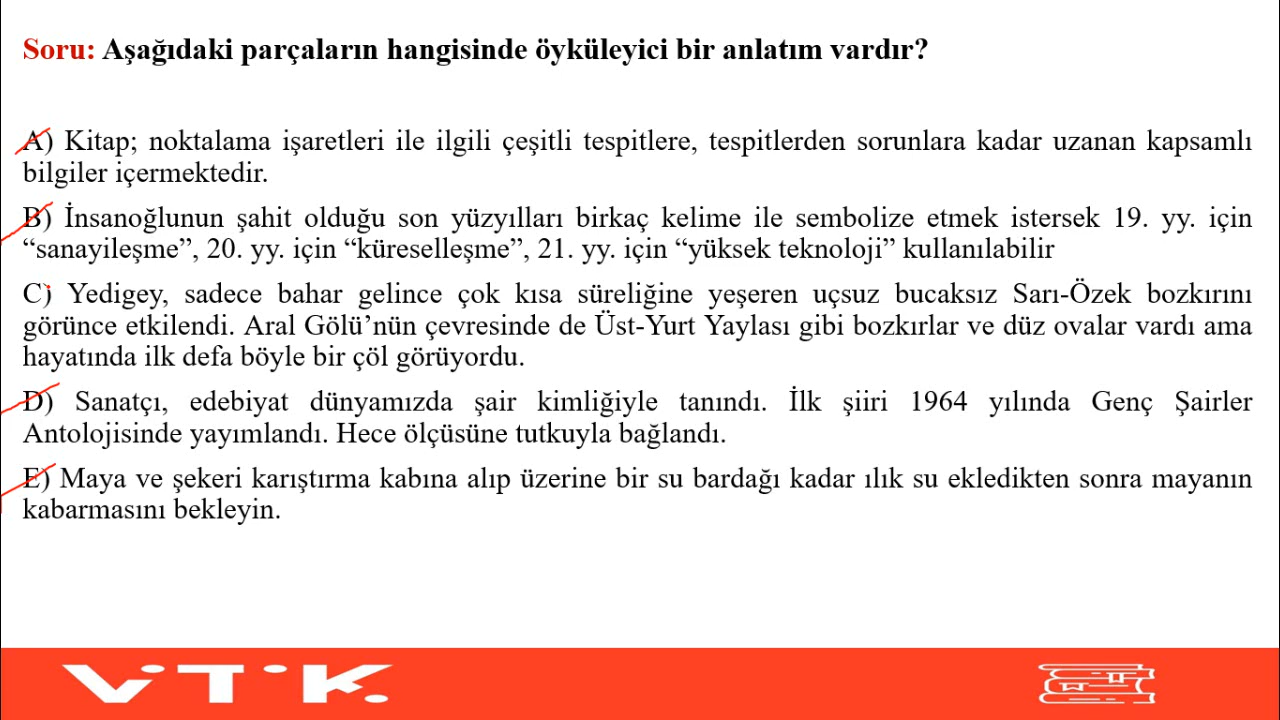 Soru: Aşağıdaki parçaların hangisinde öyküleyici bir anlatım vardır?
A) Kitap; noktalama işaretleri ile ilgili çeşitli tespitlere, tespitlerden sorunlara kadar uzanan kapsamlı
bilgiler içermektedir.
B) İnsanoğlunun şahit olduğu son yüzyılları birkaç kelime ile sembolize etmek istersek 19. yy. için
“sanayileşme”, 20. yy. için “küreselleşme”, 21. yy. için “yüksek teknoloji” kullanılabilir
C) Yedigey, sadece bahar gelince çok kısa süreliğine yeşeren uçsuz bucaksız Sarı-Özek bozkırını
görünce etkilendi. Aral Gölü’nün çevresinde de Üst-Yurt Yaylası gibi bozkırlar ve düz ovalar vardı ama
hayatında ilk defa böyle bir çöl görüyordu.
D) Sanatçı, edebiyat dünyamızda şair kimliğiyle tanındı. İlk şiiri 1964 yılında Genç Şairler
Antolojisinde yayımlandı. Hece ölçüsüne tutkuyla bağlandı.
E) Maya ve şekeri karıştırma kabına alıp üzerine bir su bardağı kadar ılık su ekledikten sonra mayanın
kabarmasını bekleyin.
VİTİK.